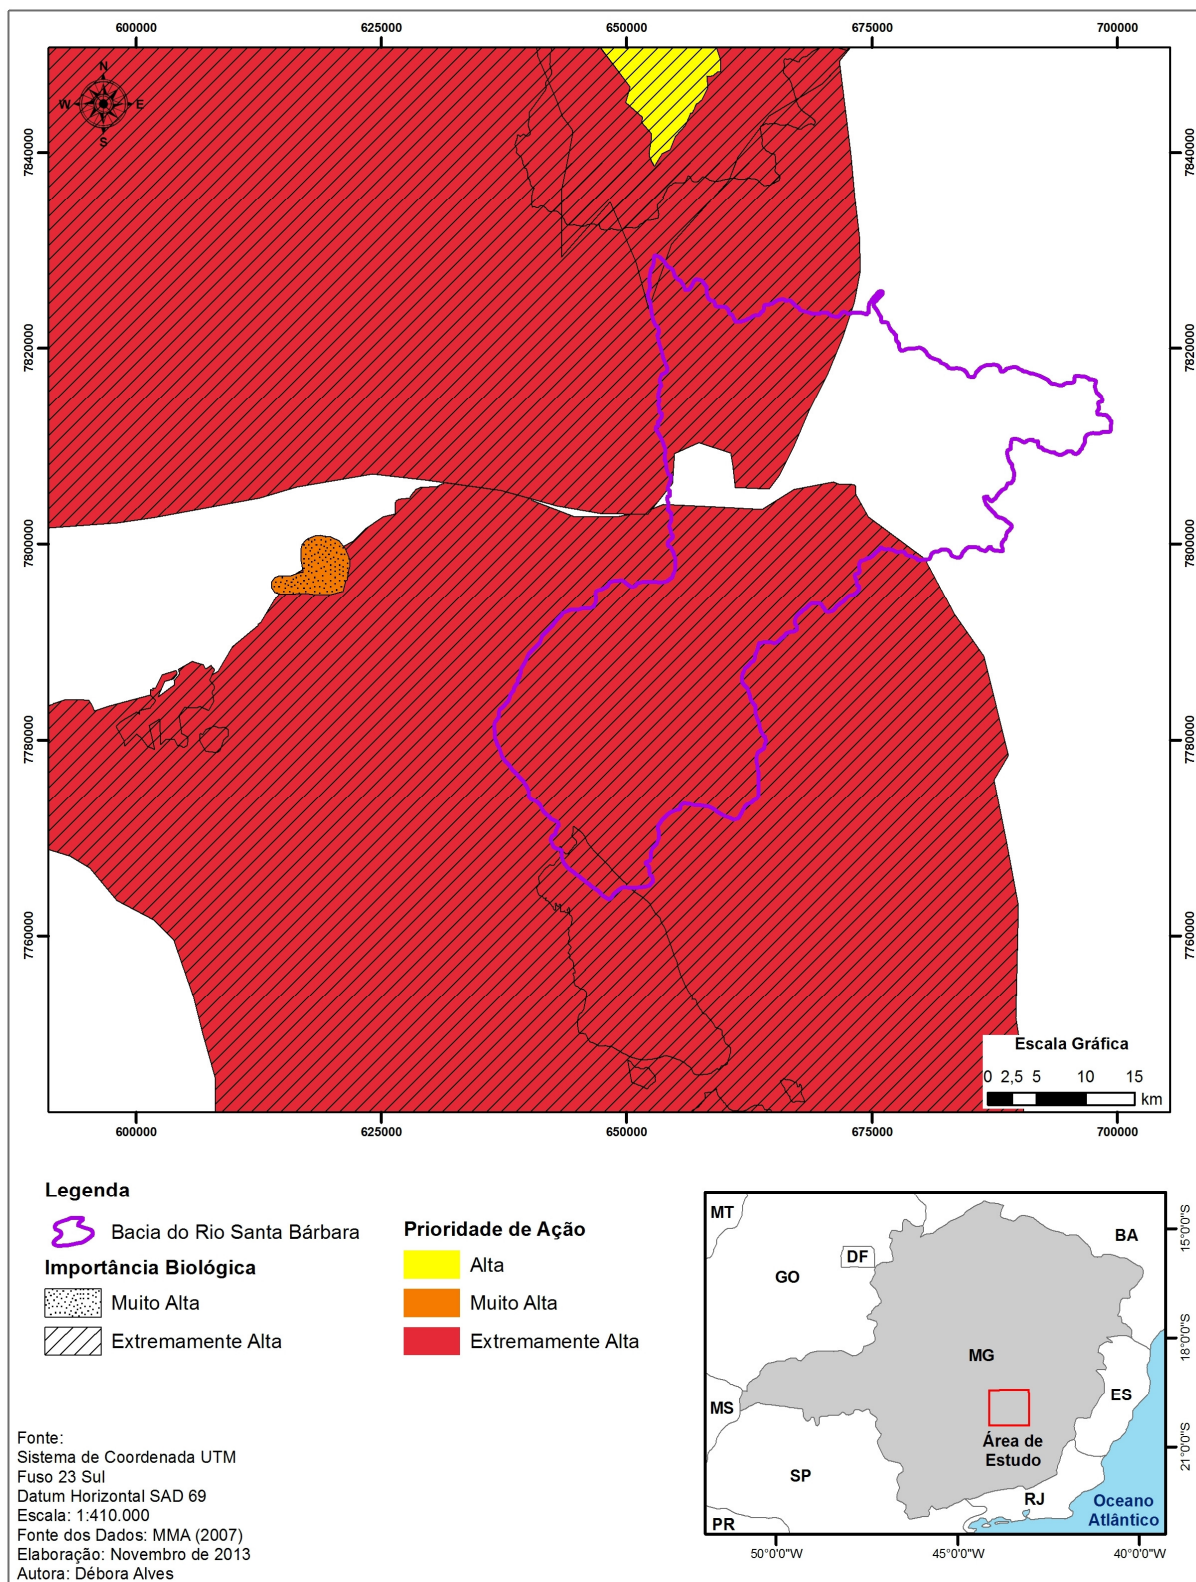 600000 625000 650000 675000 700000
N
W E
S
7840000 7840000
7820000 7820000
7800000 7800000
7780000 7780000
7760000 7760000
Escala Gráfica
0 2,5 5 10 15
km
600000 625000 650000 675000 700000
Legenda
Bacia do Rio Santa Bárbara
Importância Biológica
Muito Alta
Extremamente Alta
Prioridade de Ação
Alta
Muito Alta
Extremamente Alta
MT
BA
DF
GO
MG
MS
ES
Área de
Estudo
SP
RJ
PR
Oceano
Atlântico
15°0'0"S
18°0'0"S
21°0'0"S
50°0'0"W 45°0'0"W 40°0'0"W
Fonte:
Sistema de Coordenada UTM
Fuso 23 Sul
Datum Horizontal SAD 69
Escala: 1:410.000
Fonte dos Dados: MMA (2007)
Elaboração: Novembro de 2013
Autora: Débora Alves